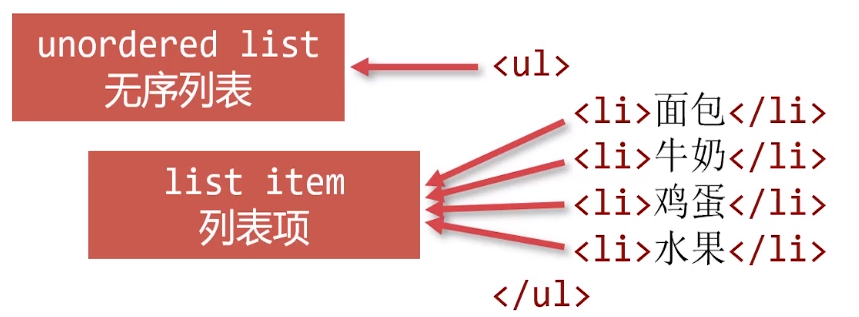 unordered list
无序列表
<ul>
<li>面包</li>
<li>牛奶</li>
list item
列表项
<li>鸡蛋</li>
<li>水果</li>
</ul>